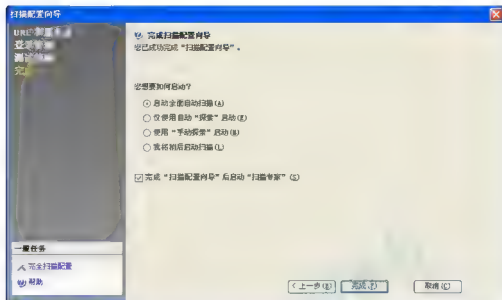 扫描配置向导
URL
完成扫描配置向导
您已成功完成“扫描配置向导”。
您想要如何启动?
启动全面自动扫描(A)
仅使用自动“探索”启动(E)
使用“手动探索”启动(M)
我将稍后启动扫描(L)
完成“扫描配置向导”后启动“扫描专家”(S)
一般任务
完全扫描配置
帮助
<上一步(B) 完成(F) 取消(C)